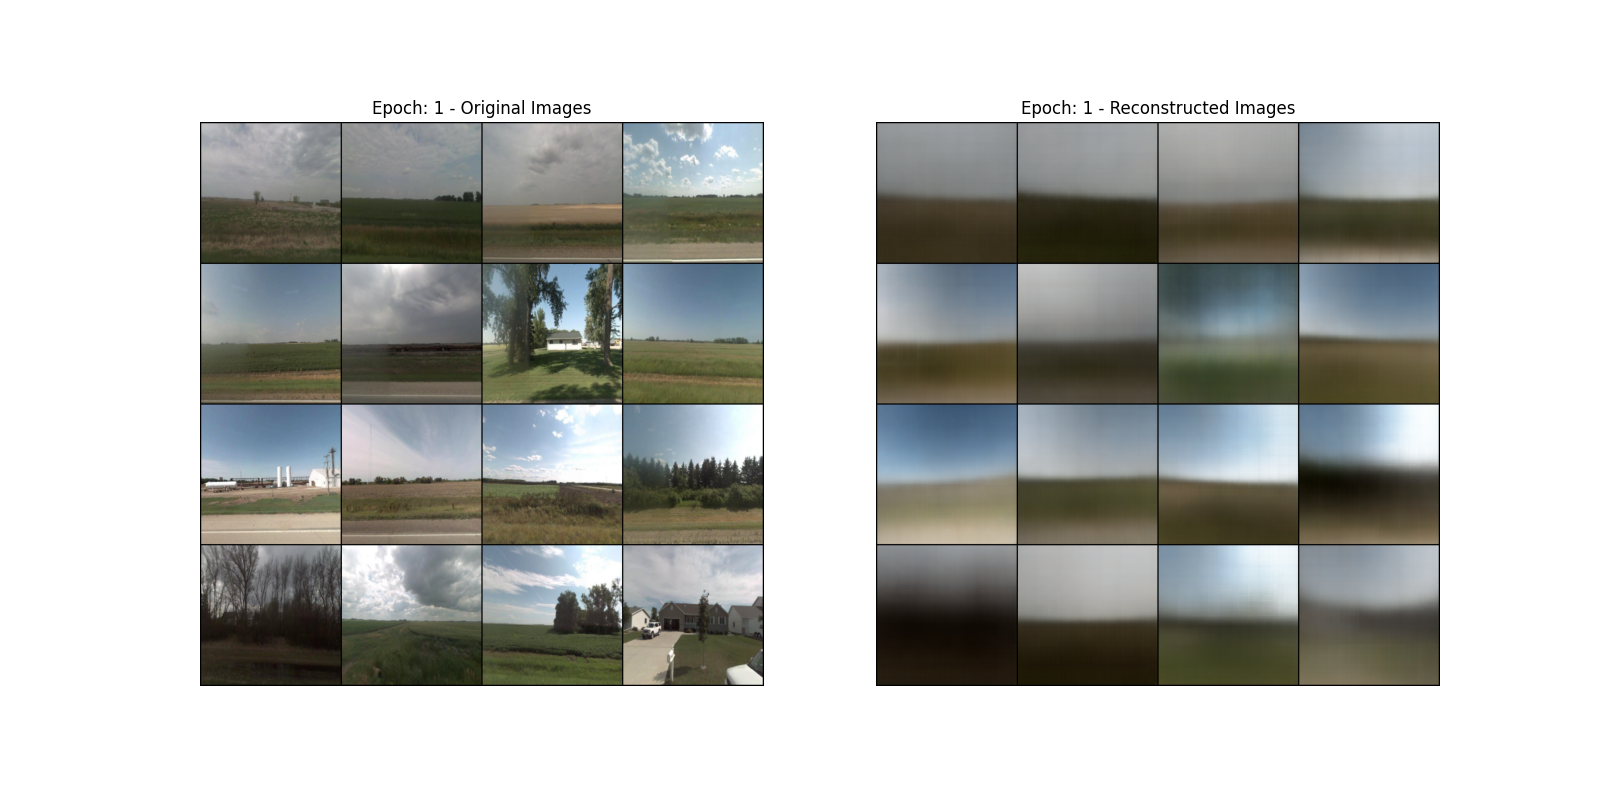 Epoch: 1 - Original Images
Epoch: 1 - Reconstructed Images